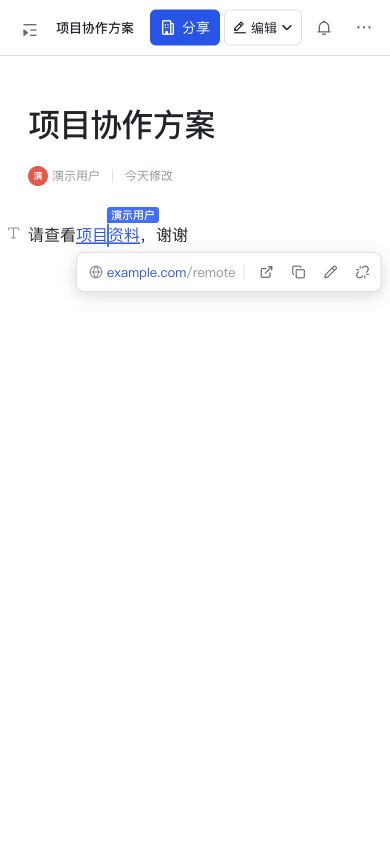 项目协作方案 分享 编辑
项目协作方案
演 演示用户 今天修改
演示用户
请查看项目资料，谢谢
example.com/remote